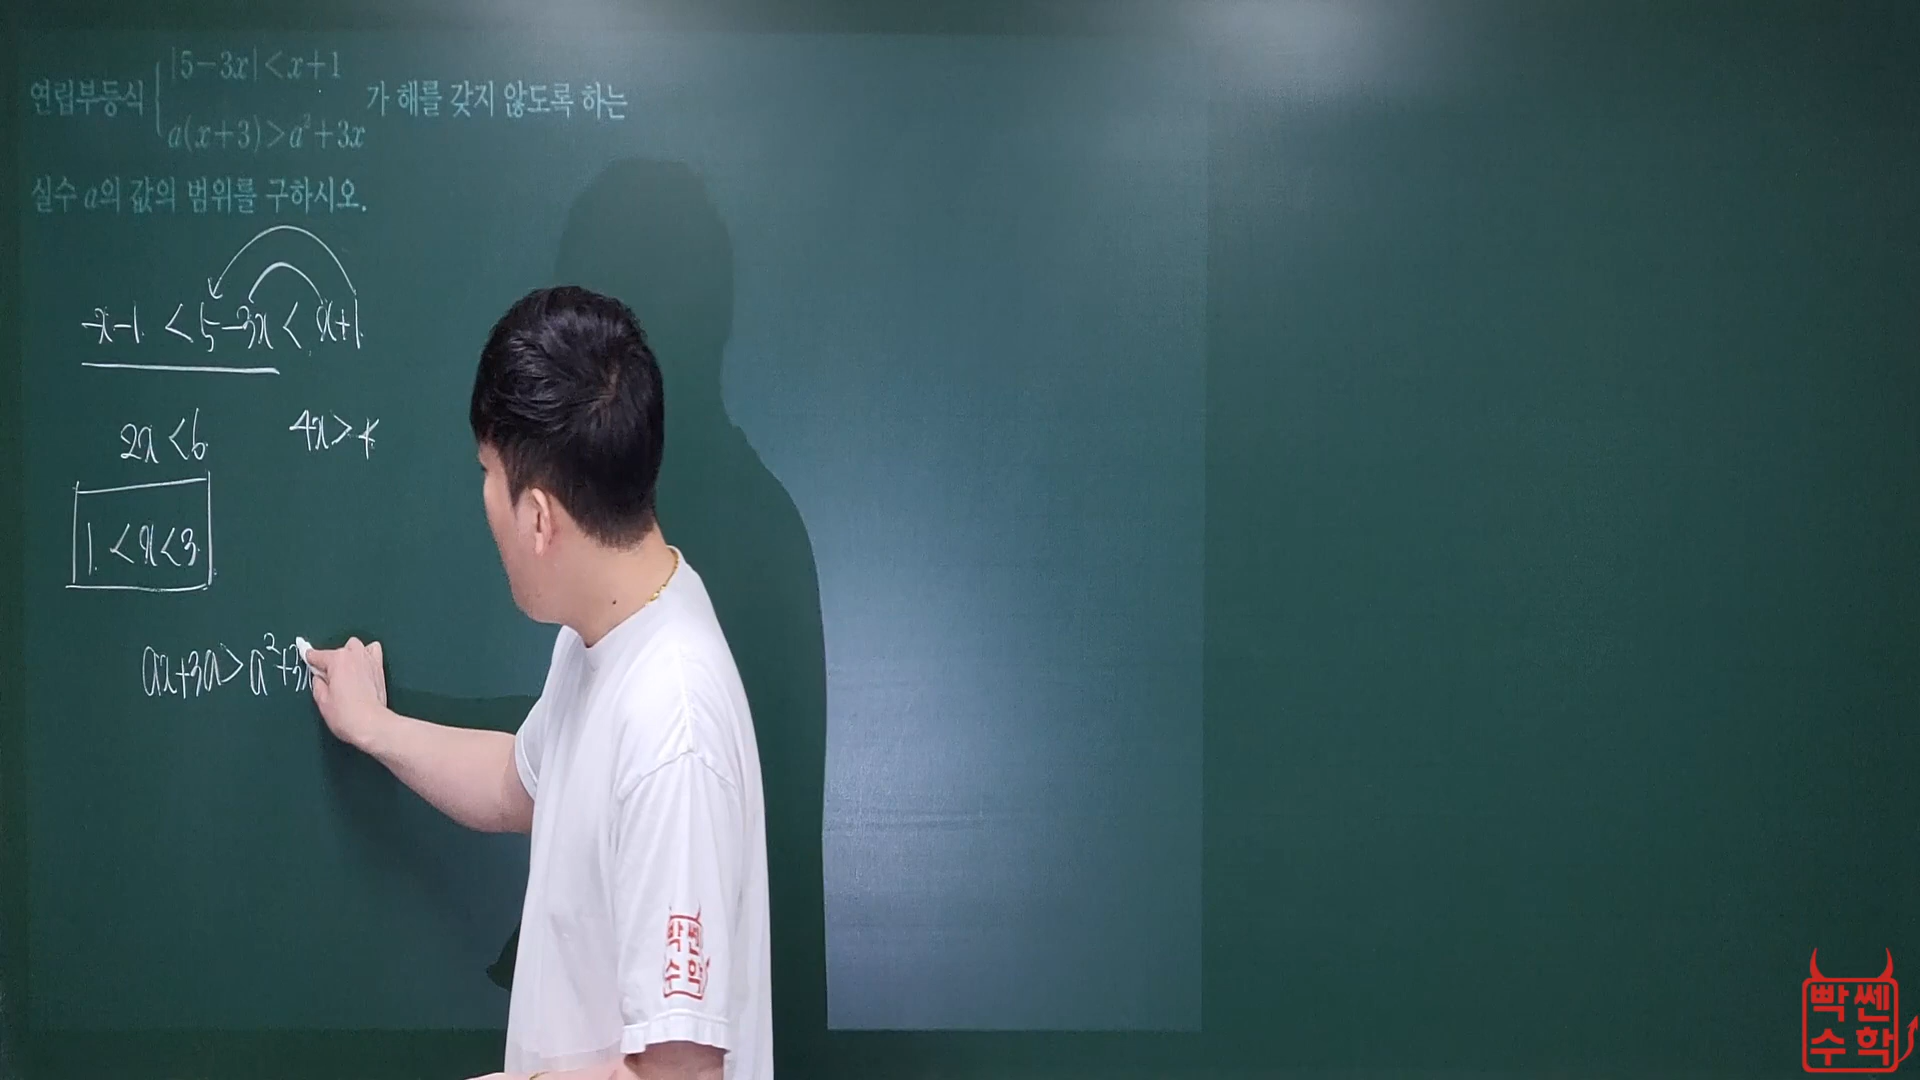 연립부등식 { |5-3x|<x+1
a(x+3)>a²+3x 가 해를 갖지 않도록 하는
실수 a의 값의 범위를 구하시오.
-x-1 <5-3x< x+1
2x <6 4x>4
1 <x<3
ax+3a>a²+3x
빡쎈
수학
빡쎈
수학